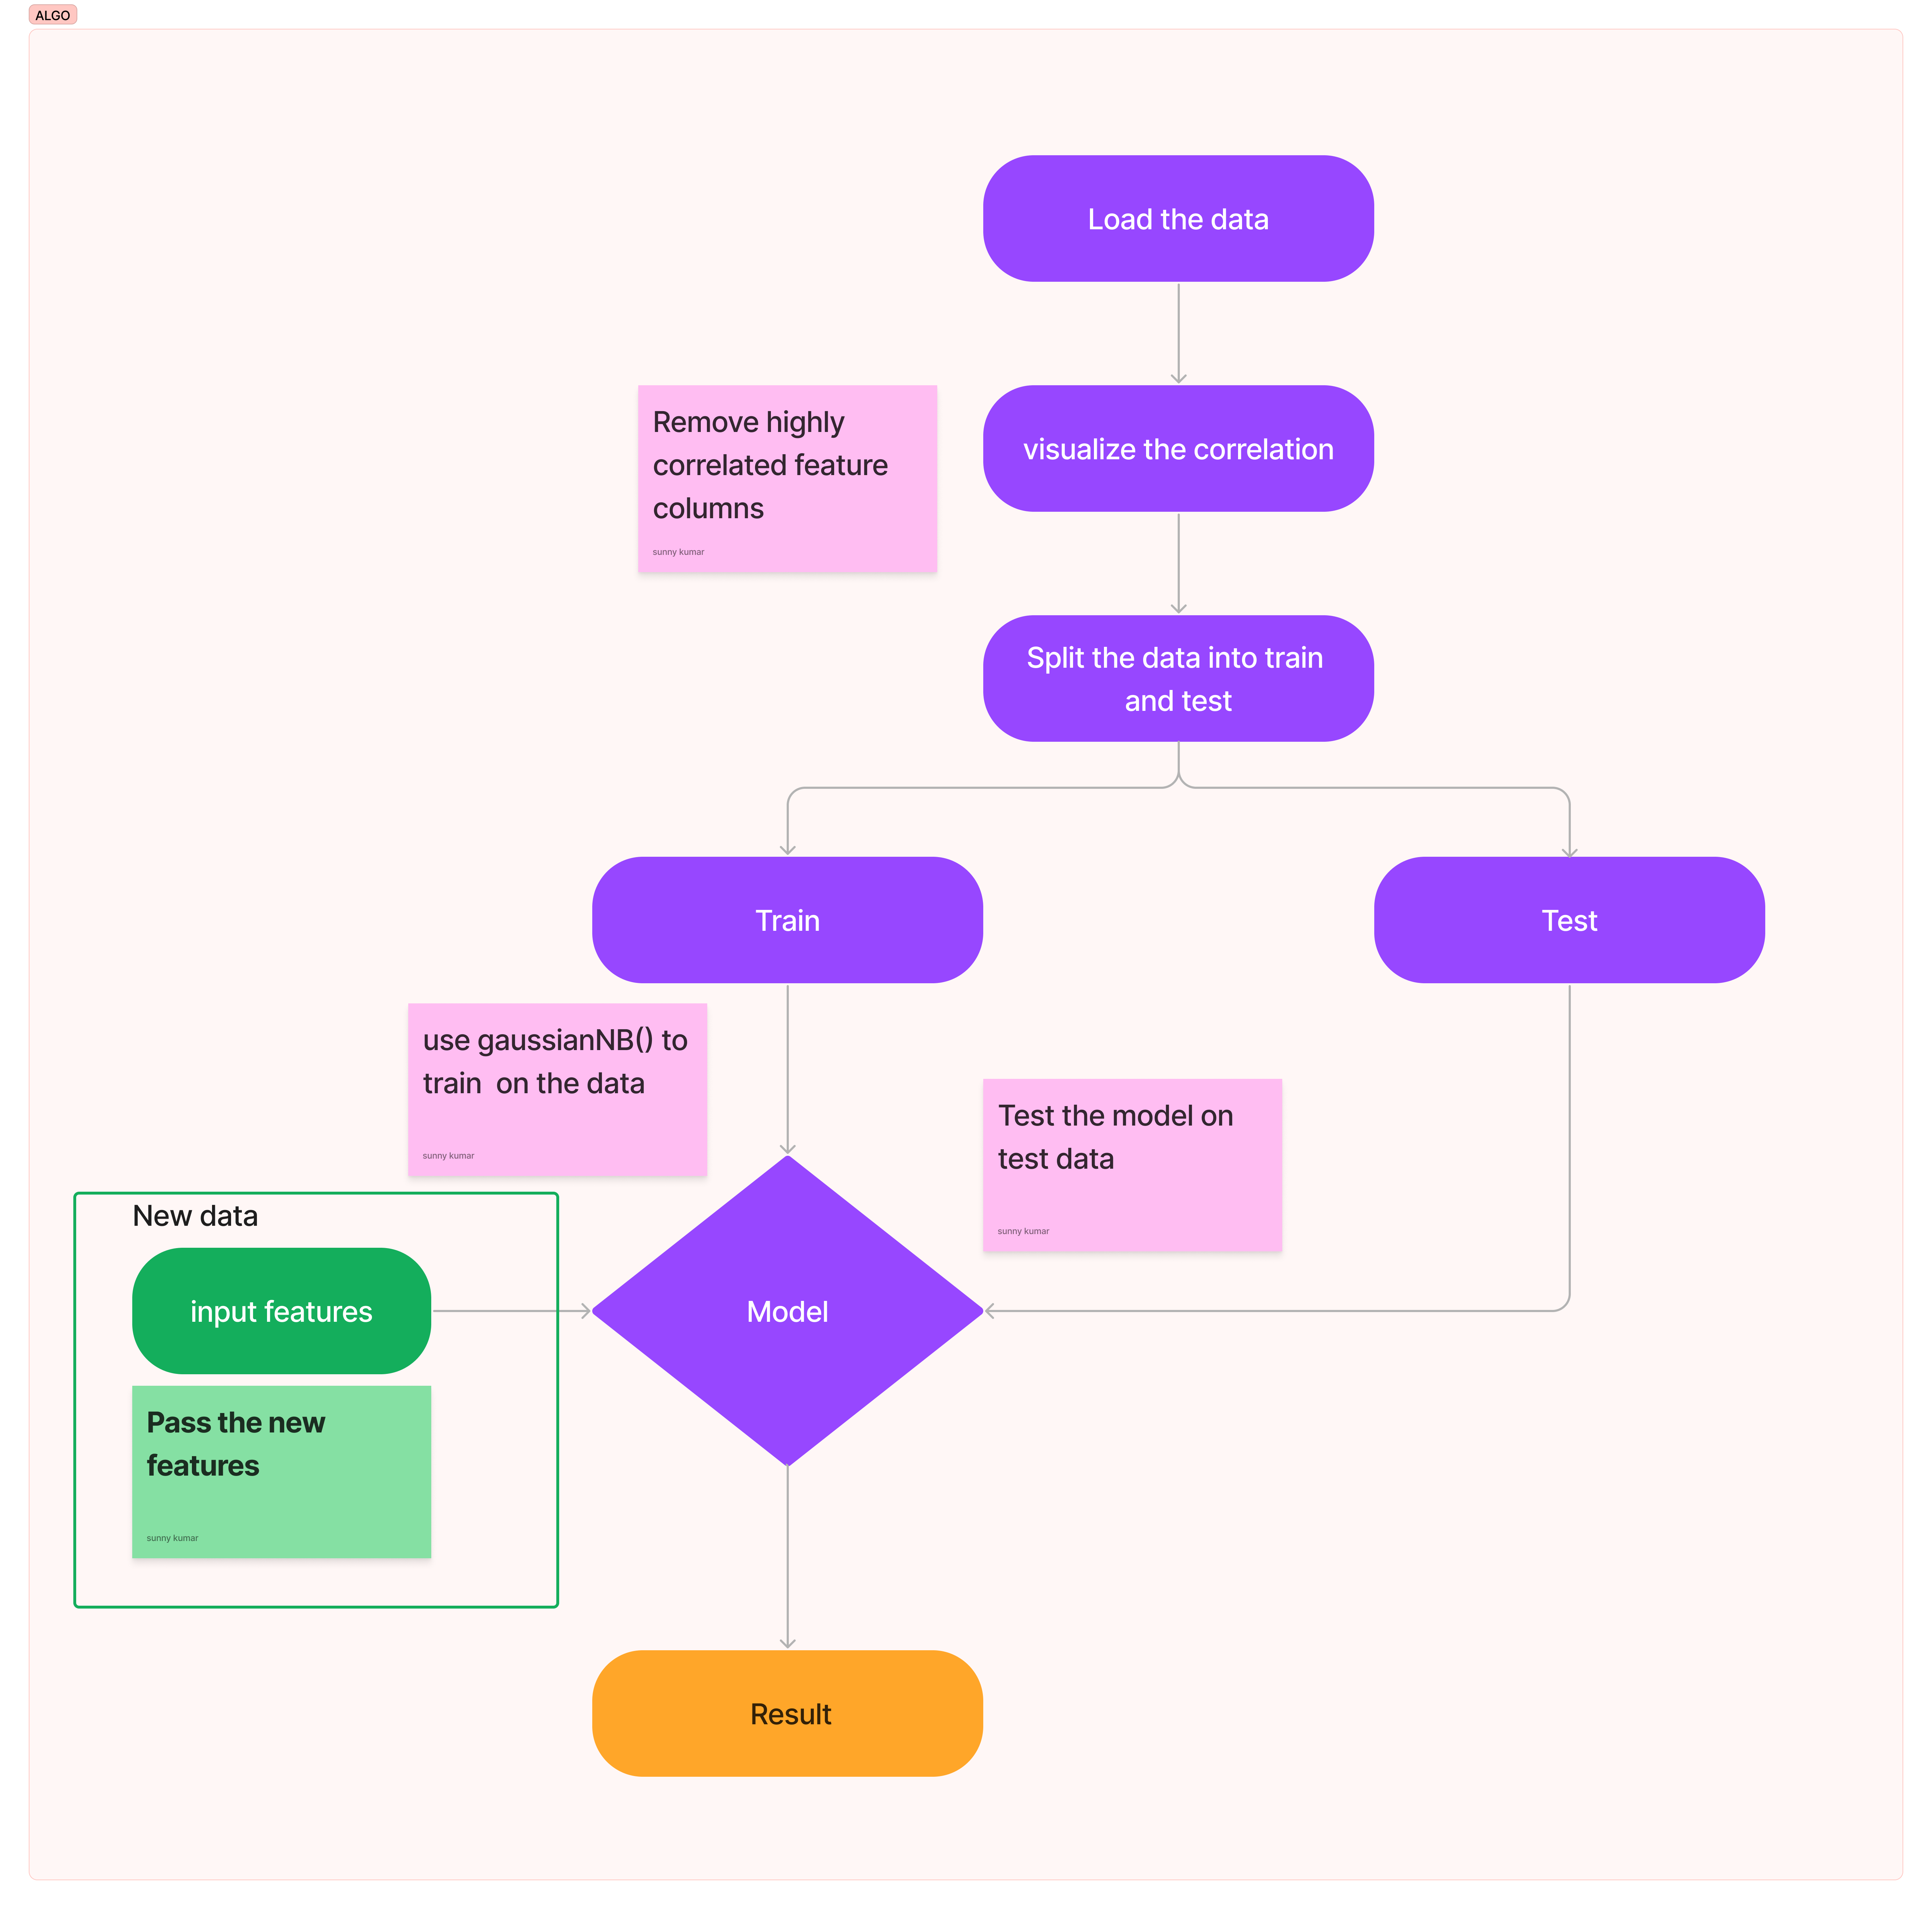 ALGO
Load the data
Remove highly
correlated feature
columns
sunny kumar
visualize the correlation
Split the data into train
and test
Train
Test
use gaussianNB() to
train  on the data
sunny kumar
Test the model on
test data
sunny kumar
New data
input features
Model
Pass the new
features
sunny kumar
Result